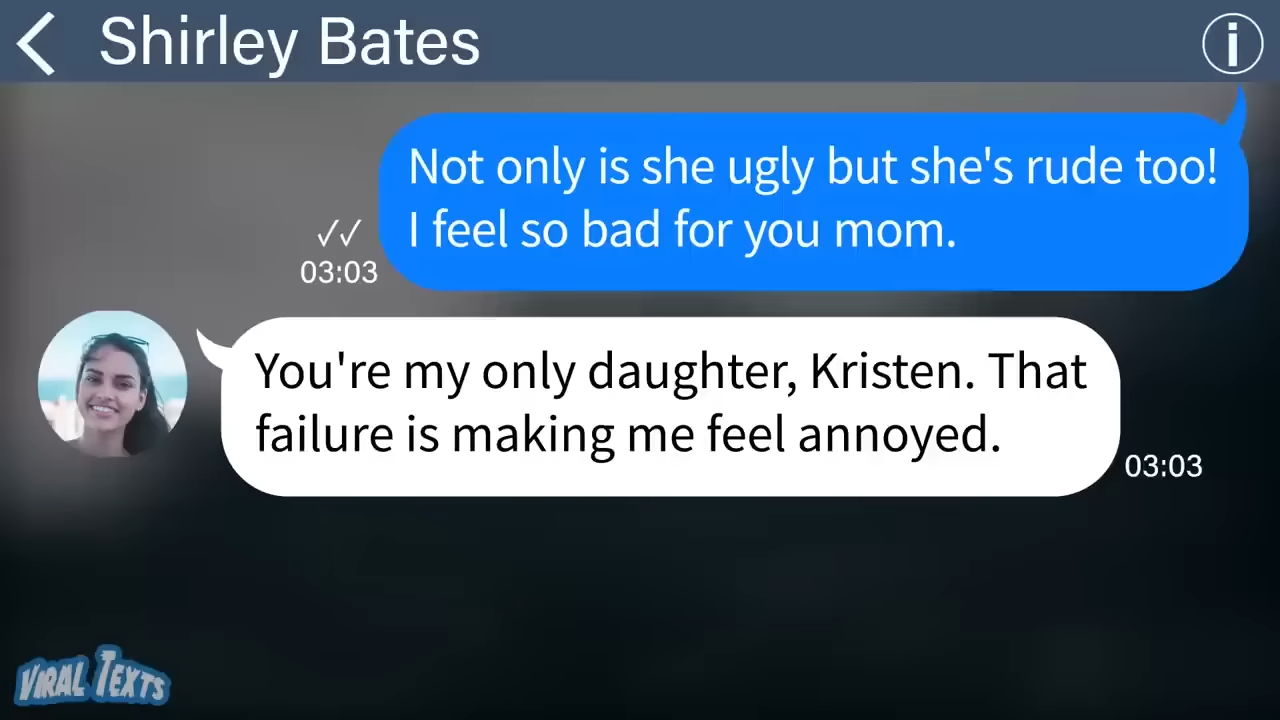 Shirley Bates
Not only is she ugly but she's rude too!
I feel so bad for you mom.
03:03
You're my only daughter, Kristen. That
failure is making me feel annoyed.
03:03
VIRAL TEXTS